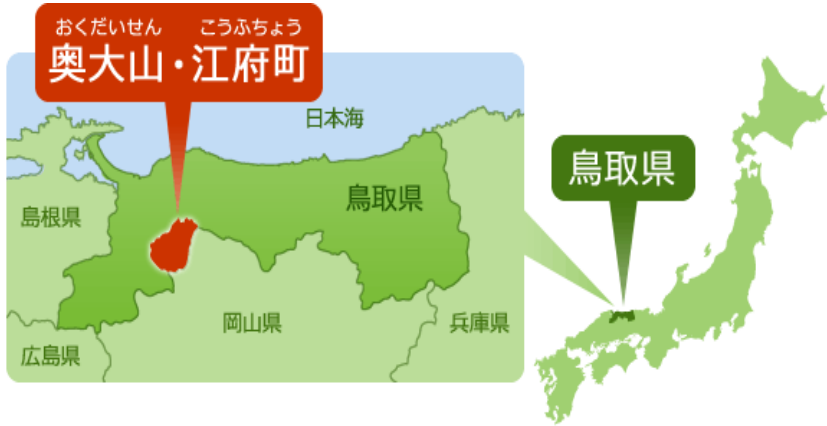 おくだいせん こうふちょう
奥大山・江府町
日本海
鳥取県
島根県
岡山県
兵庫県
広島県
鳥取県